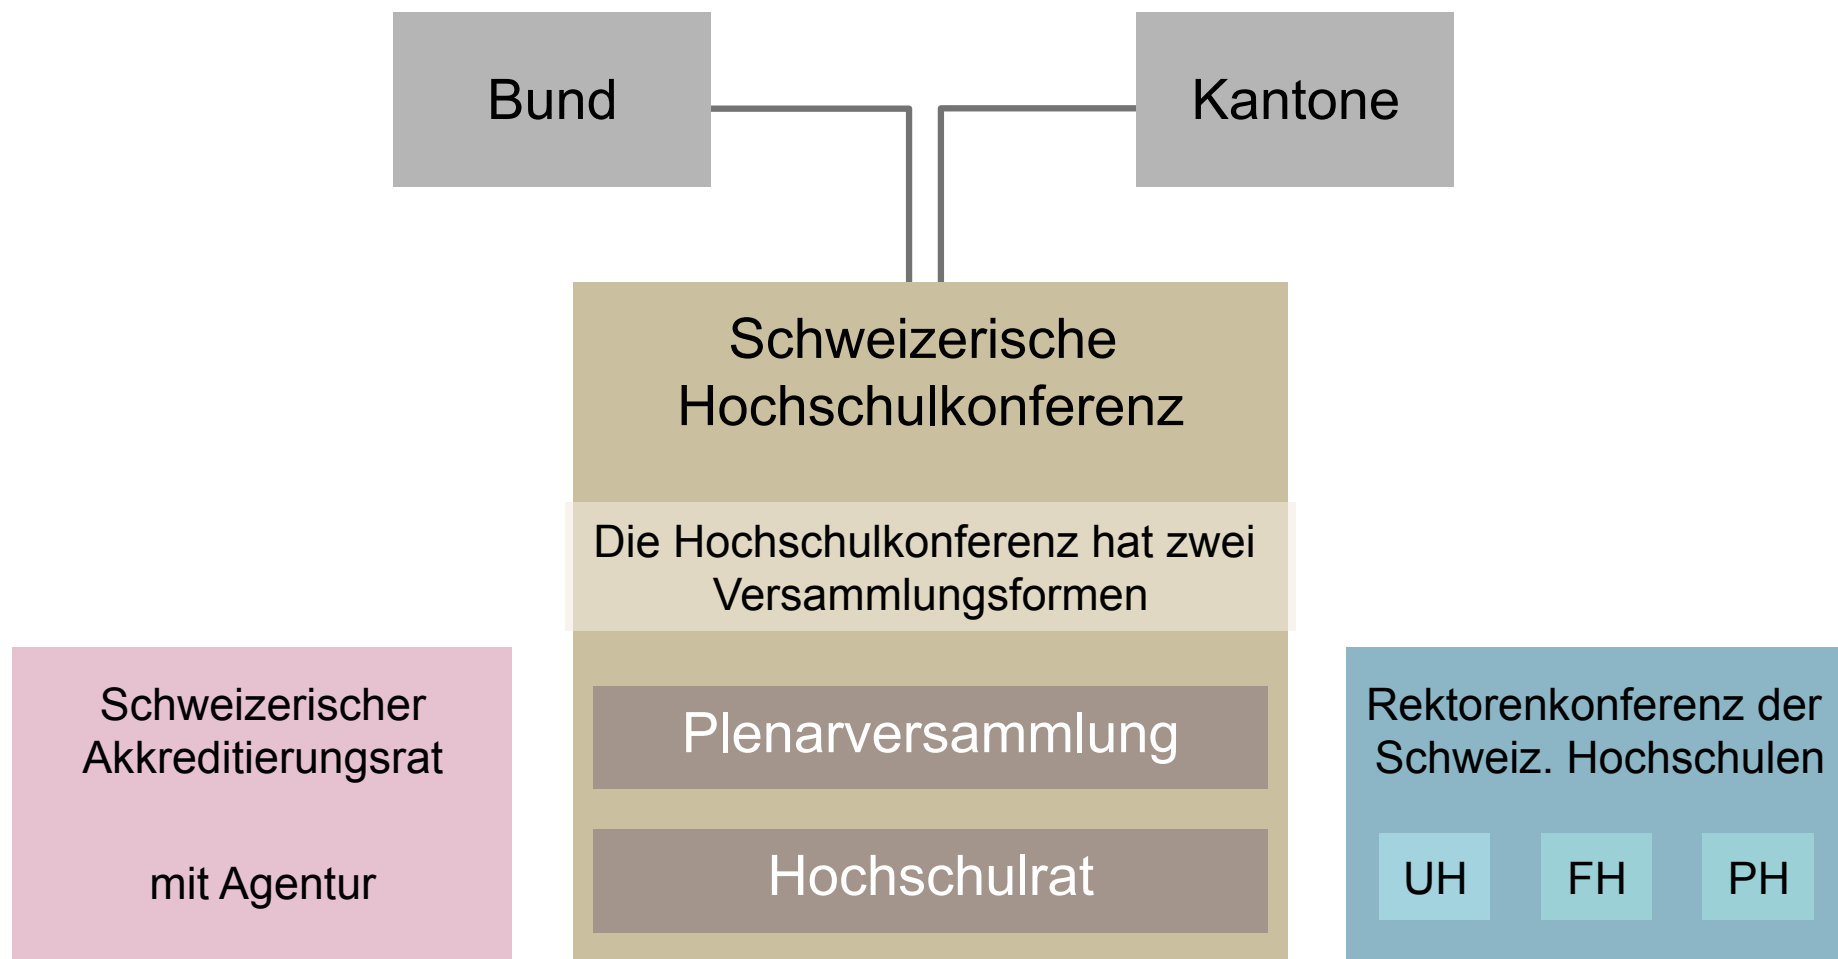 Bund
Kantone
Schweizerische
Hochschulkonferenz
Die Hochschulkonferenz hat zwei
Versammlungsformen
Schweizerischer
Akkreditierungsrat
mit Agentur
Plenarversammlung
Hochschulrat
Rektorenkonferenz der
Schweiz. Hochschulen
UH
FH
PH